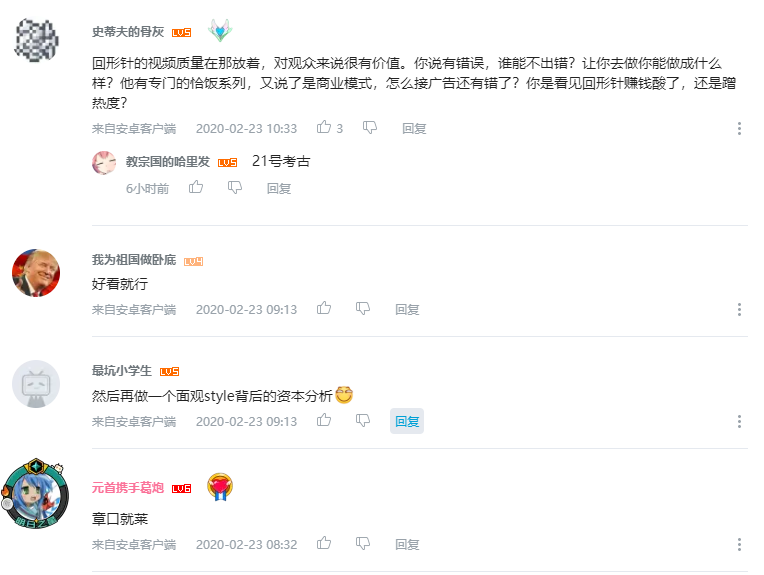 史蒂夫的骨灰 LV5
回形针的视频质量在那放着，对观众来说很有价值。你说有错误，谁能不出错？让你去做你能做成什么
样？他有专门的恰饭系列，又说了是商业模式，怎么接广告还有错了？你是看见回形针赚钱酸了，还是蹭
热度？
来自安卓客户端 2020-02-23 10:33 3 回复
教宗国的哈里发 LV5 21号考古
6小时前 回复
我为祖国做卧底 LV4
好看就行
来自安卓客户端 2020-02-23 09:13 回复
最坑小学生 LV5
然后再做一个面观style背后的资本分析
来自安卓客户端 2020-02-23 09:13 回复
元首携手葛炮 LV6
明日之星
章口就莱
来自安卓客户端 2020-02-23 08:32 回复